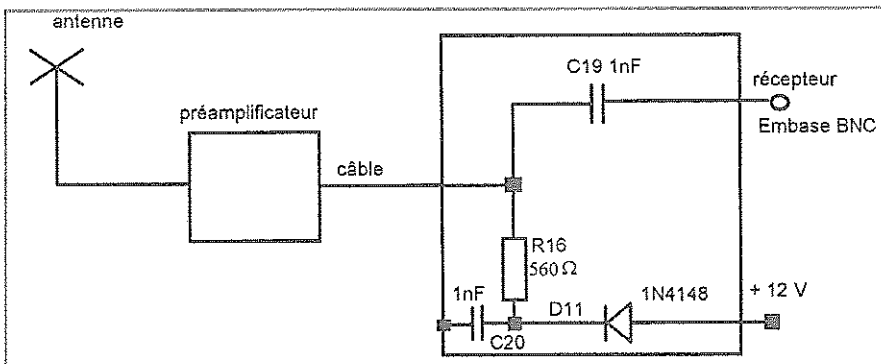 antenne
préamplificateur
câble
C19 1nF
récepteur
Embase BNC
R16
560 Ω
1nF
C20
D11
1N4148
+ 12 V